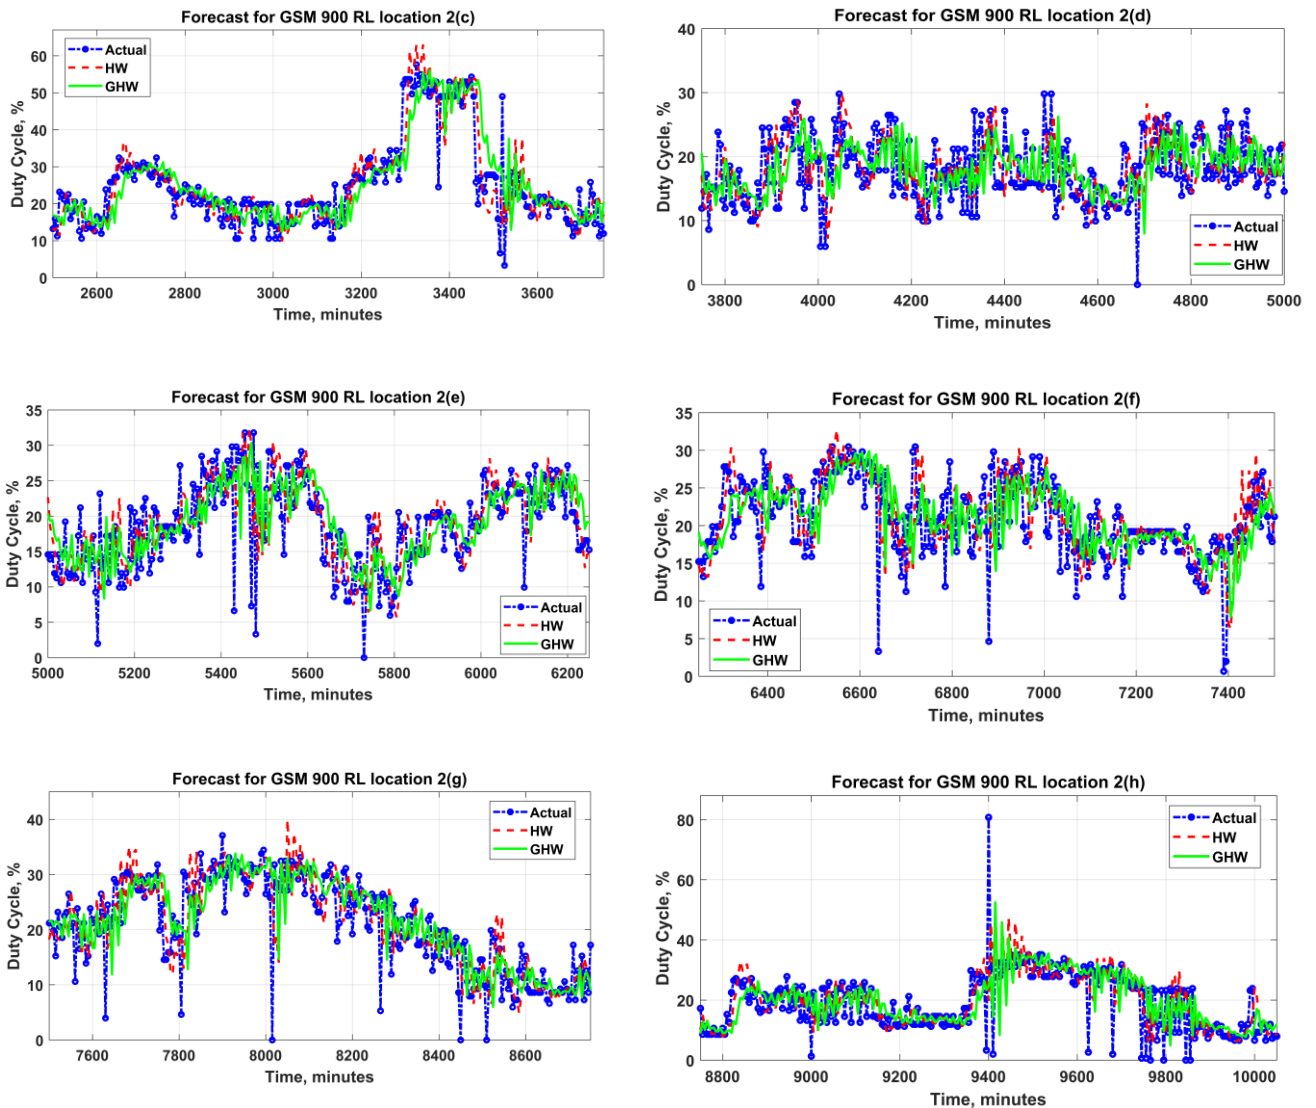 Forecast for GSM 900 RL location 2(c)
Duty Cycle, %
60
50
40
30
20
10
0
Actual
HW
GHW
2600 2800 3000 3200 3400 3600
Time, minutes
Forecast for GSM 900 RL location 2(d)
Duty Cycle, %
40
30
20
10
0
Actual
HW
GHW
3800 4000 4200 4400 4600 4800 5000
Time, minutes
Forecast for GSM 900 RL location 2(e)
Duty Cycle, %
35
30
25
20
15
10
5
0
Actual
HW
GHW
5000 5200 5400 5600 5800 6000 6200
Time, minutes
Forecast for GSM 900 RL location 2(f)
Duty Cycle, %
35
30
25
20
15
10
5
0
Actual
HW
GHW
6400 6600 6800 7000 7200 7400
Time, minutes
Forecast for GSM 900 RL location 2(g)
Duty Cycle, %
40
30
20
10
0
Actual
HW
GHW
7600 7800 8000 8200 8400 8600
Time, minutes
Forecast for GSM 900 RL location 2(h)
Duty Cycle, %
80
60
40
20
0
Actual
HW
GHW
8800 9000 9200 9400 9600 9800 10000
Time, minutes